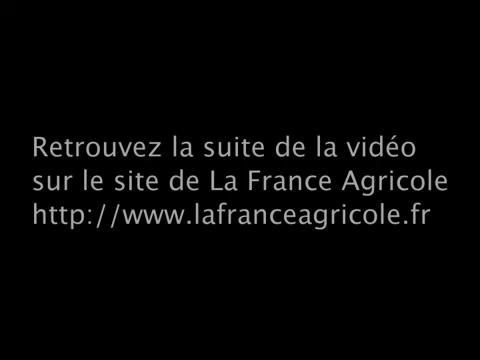 Retrouvez la suite de la vidéo
sur le site de La France Agricole
http://www.lafranceagricole.fr